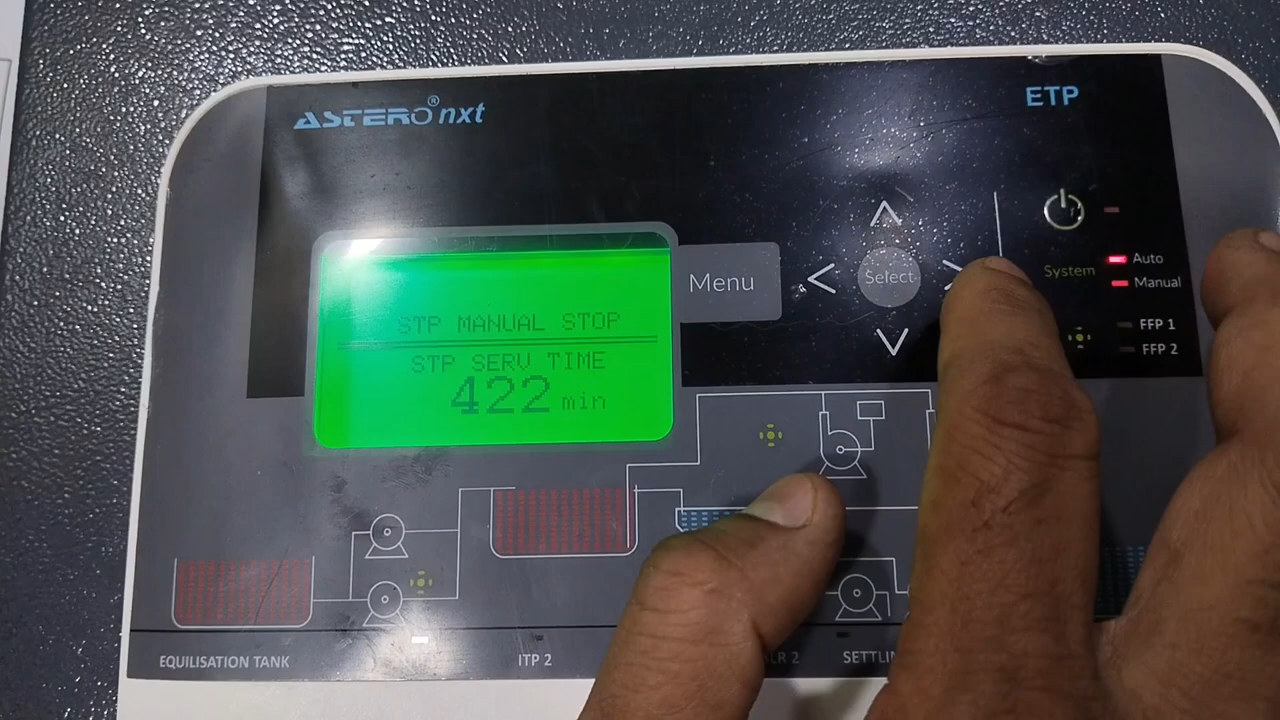 ASTERO® nxt
ETP
STP MANUAL STOP
STP SERV TIME
422 min
Menu
Select
System
Auto
Manual
FFP 1
FFP 2
EQUILISATION TANK
ITP 2